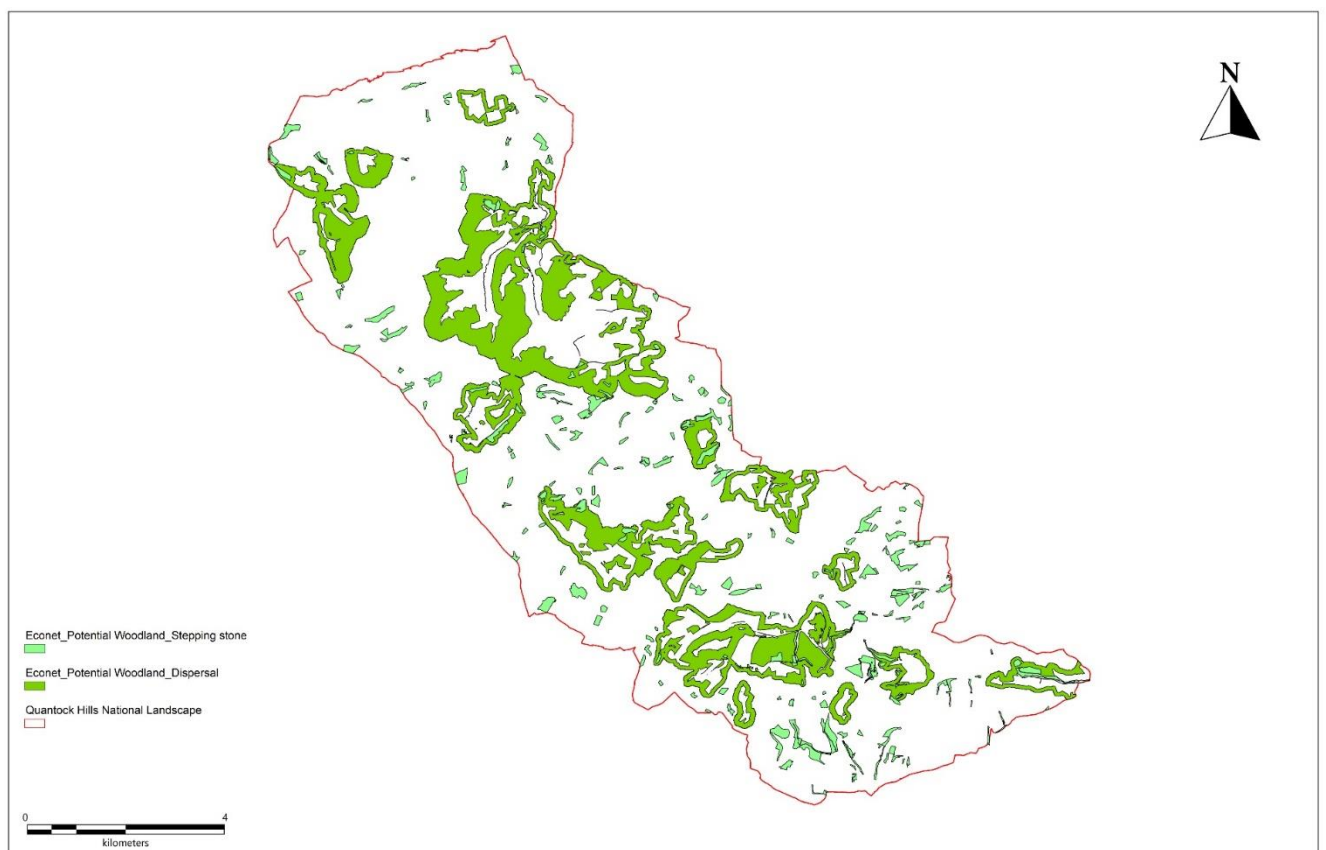 N
Econet_Potential Woodland_Stepping stone
Econet_Potential Woodland_Dispersal
Quantock Hills National Landscape
0 4
kilometers